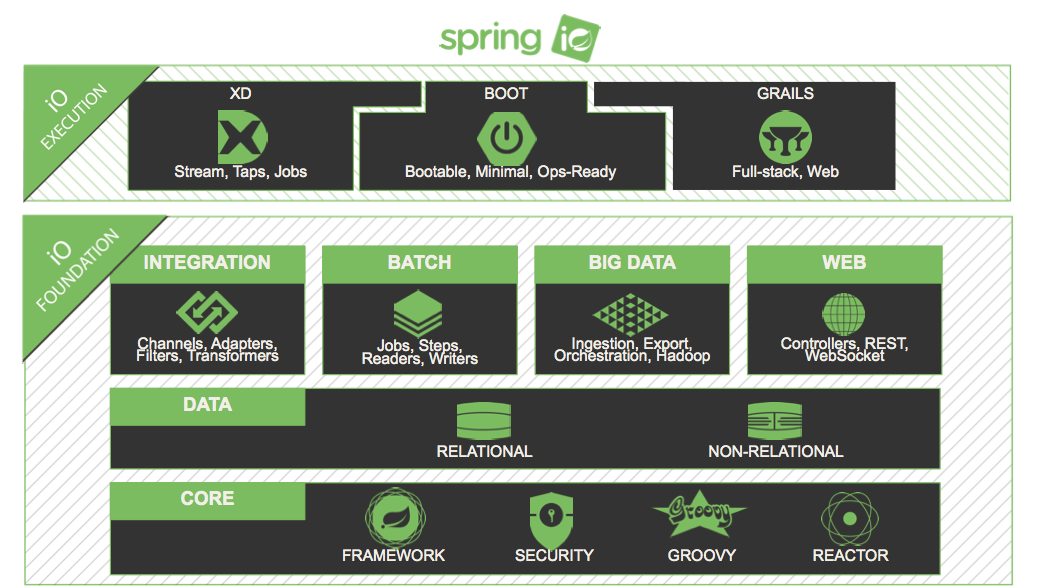 spring iO
iO
EXECUTION
XD
Stream, Taps, Jobs
BOOT
Bootable, Minimal, Ops-Ready
GRAILS
Full-stack, Web
iO
FOUNDATION
INTEGRATION
Channels, Adapters,
Filters, Transformers
BATCH
Jobs, Steps,
Readers, Writers
BIG DATA
Ingestion, Export,
Orchestration, Hadoop
WEB
Controllers, REST,
WebSocket
DATA
RELATIONAL
NON-RELATIONAL
CORE
FRAMEWORK
SECURITY
Groovy
GROOVY
REACTOR